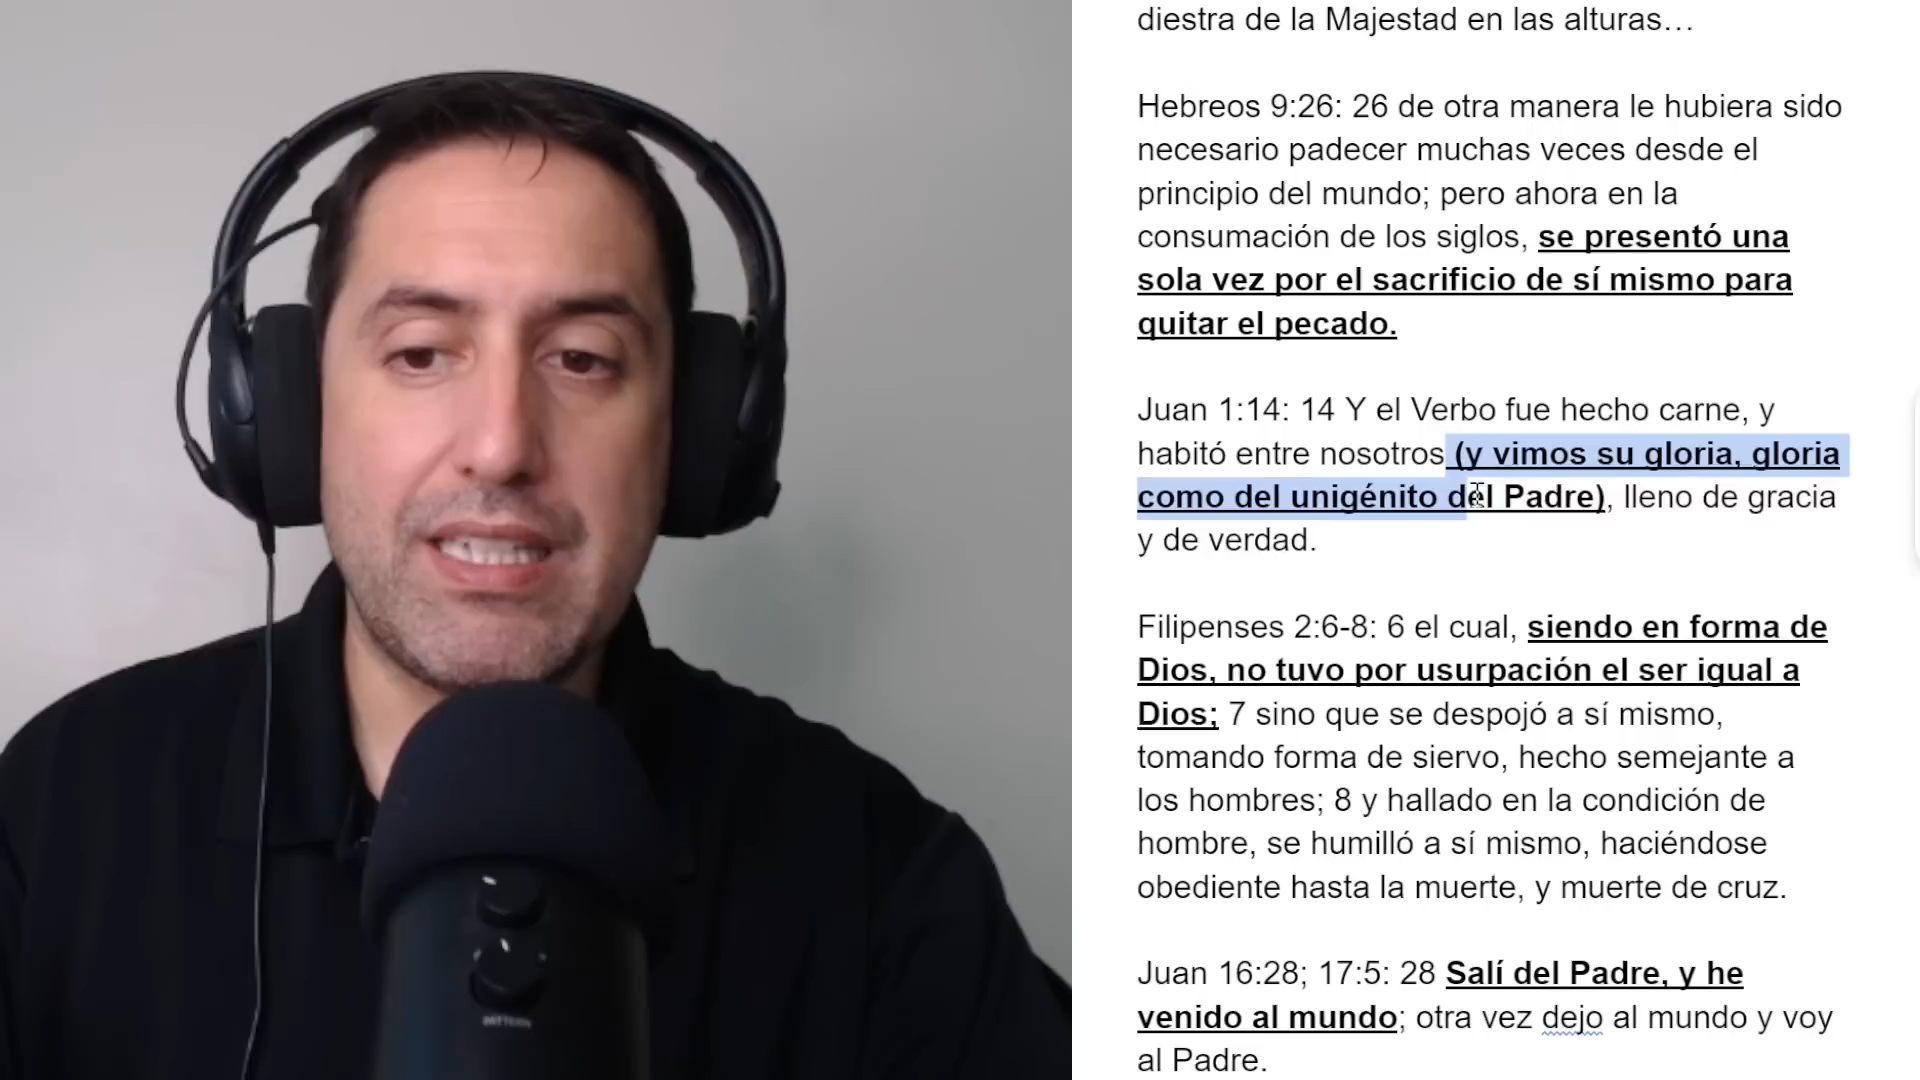 diestra de la Majestad en las alturas…
Hebreos 9:26: 26 de otra manera le hubiera sido
necesario padecer muchas veces desde el
principio del mundo; pero ahora en la
consumación de los siglos, se presentó una
sola vez por el sacrificio de sí mismo para
quitar el pecado.
Juan 1:14: 14 Y el Verbo fue hecho carne, y
habitó entre nosotros (y vimos su gloria, gloria
como del unigénito del Padre), lleno de gracia
y de verdad.
Filipenses 2:6-8: 6 el cual, siendo en forma de
Dios, no tuvo por usurpación el ser igual a
Dios; 7 sino que se despojó a sí mismo,
tomando forma de siervo, hecho semejante a
los hombres; 8 y hallado en la condición de
hombre, se humilló a sí mismo, haciéndose
obediente hasta la muerte, y muerte de cruz.
Juan 16:28; 17:5: 28 Salí del Padre, y he
venido al mundo; otra vez dejo al mundo y voy
al Padre.
PATTERN